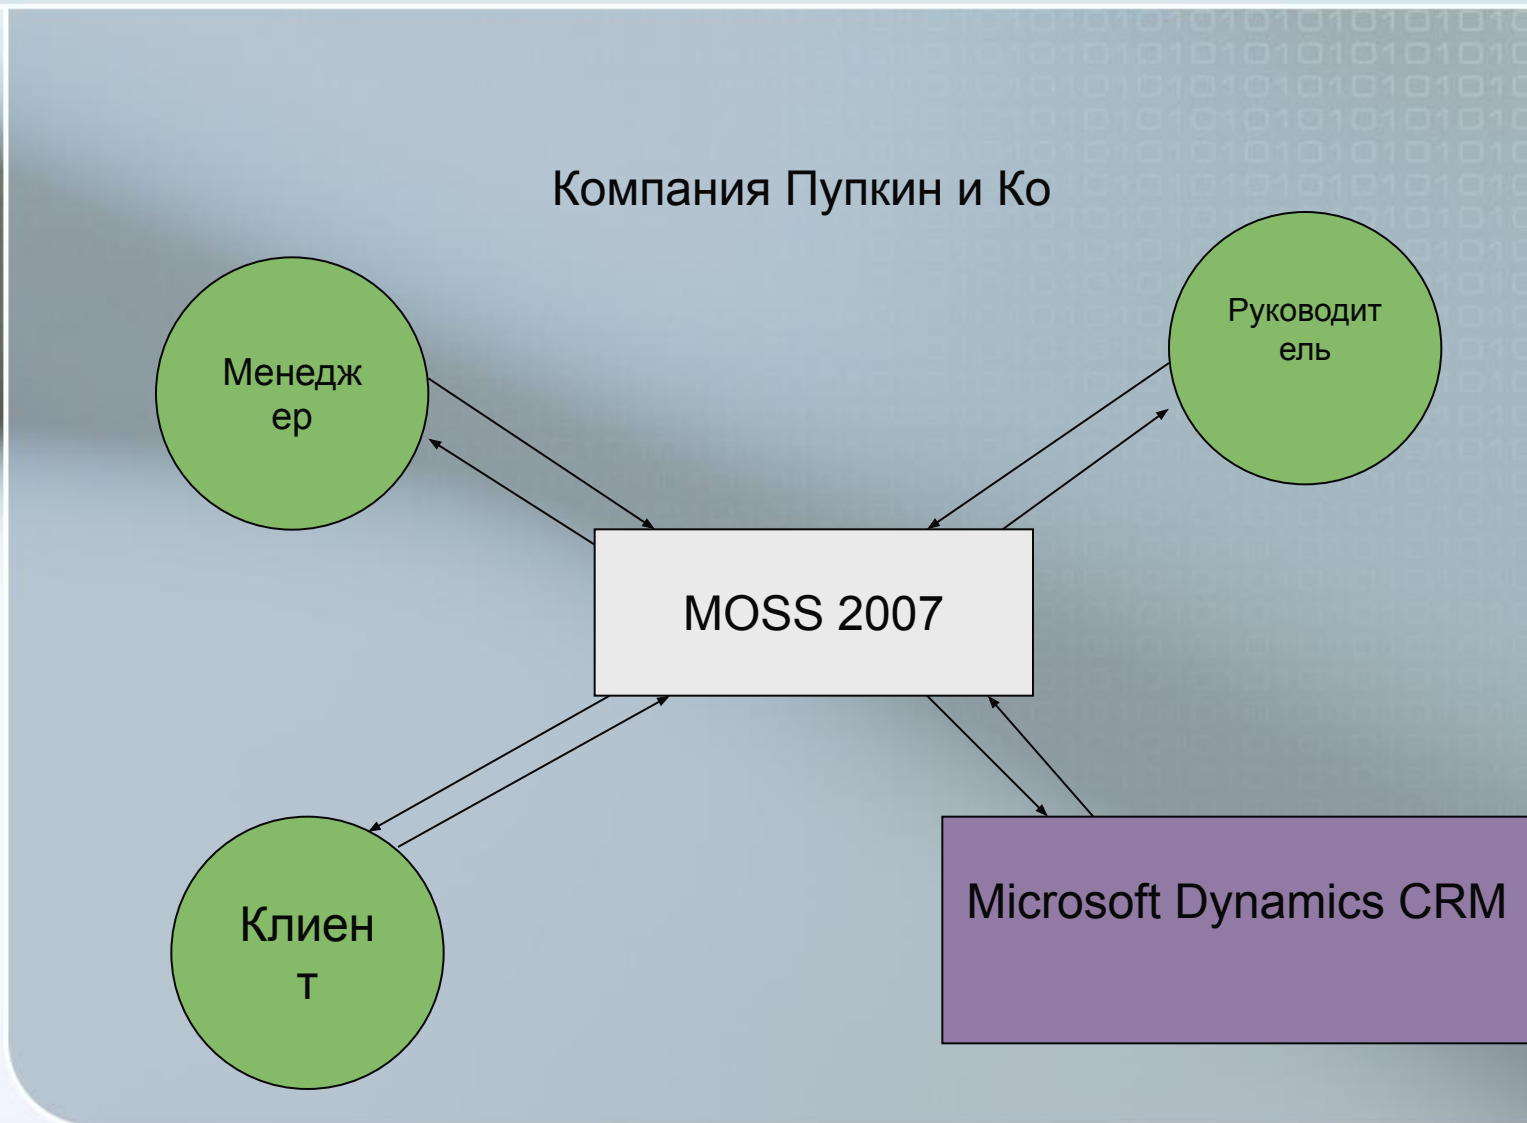 Компания Пупкин и Ко
Менедж
ер
Руководит
ель
MOSS 2007
Клиен
т
Microsoft Dynamics CRM